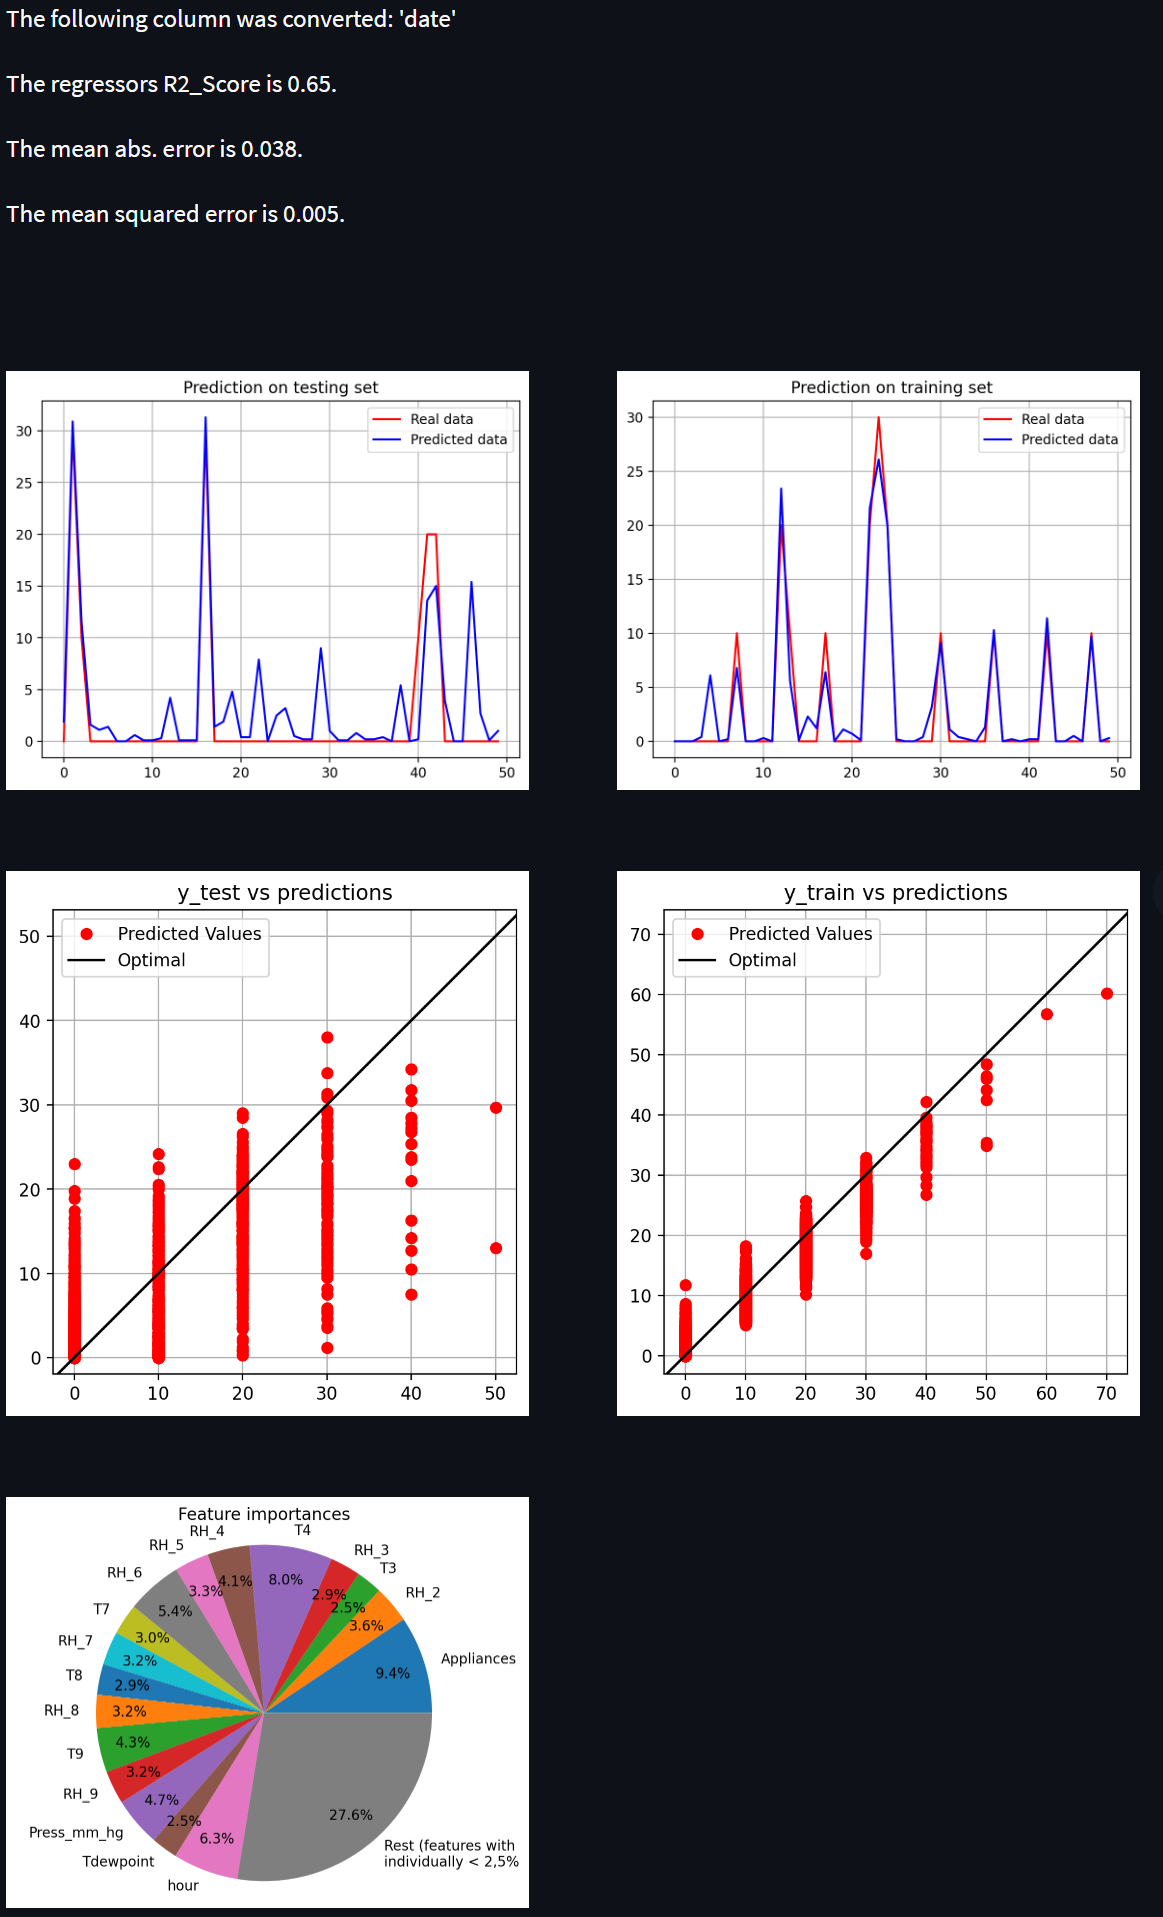 The following column was converted: 'date'
The regressors R2_Score is 0.65.
The mean abs. error is 0.038.
The mean squared error is 0.005.
Prediction on testing set
Real data
Predicted data
30
25
20
15
10
5
0
0 10 20 30 40 50
Prediction on training set
Real data
Predicted data
30
25
20
15
10
5
0
0 10 20 30 40 50
y_test vs predictions
Predicted Values
Optimal
50
40
30
20
10
0
0 10 20 30 40 50
y_train vs predictions
Predicted Values
Optimal
70
60
50
40
30
20
10
0
0 10 20 30 40 50 60 70
Feature importances
RH_4
T4
RH_5
RH_3
T3
RH_6
RH_2
T7
RH_7
Appliances
T8
RH_8
T9
RH_9
Press_mm_hg
Tdewpoint
hour
Rest (features with
individually < 2,5%
4.1%
8.0%
3.3%
2.9%
2.5%
5.4%
3.6%
3.0%
3.2%
9.4%
2.9%
3.2%
4.3%
3.2%
4.7%
2.5%
6.3%
27.6%